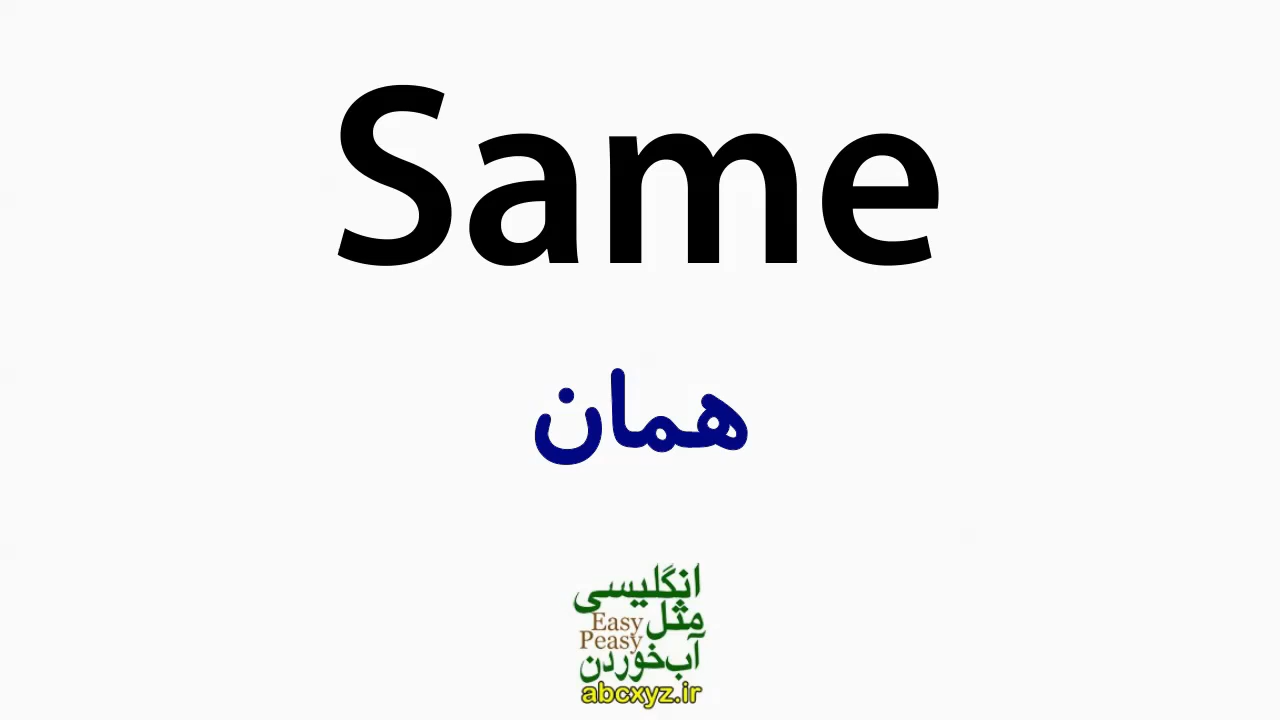 Same
همان
انگلیسی
مثل Easy
Peasy
آب‌خوردن
abcxyz.ir